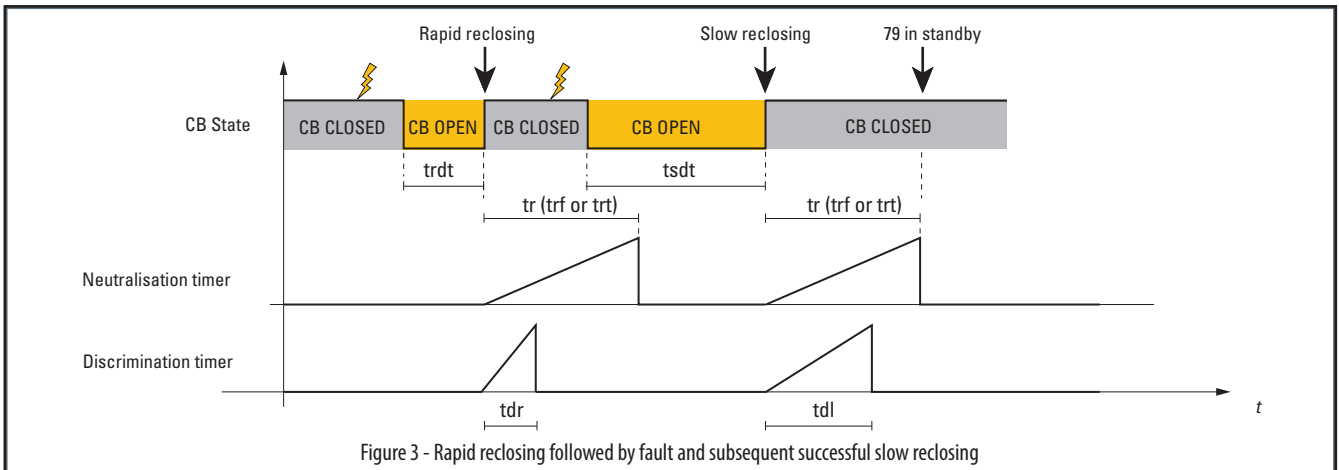 Rapid reclosing Slow reclosing 79 in standby
CB State CB CLOSED CB OPEN CB CLOSED CB OPEN CB CLOSED
trdt tsdt
tr (trf or trt) tr (trf or trt)
Neutralisation timer
Discrimination timer
tdr tdl t
Figure 3 - Rapid reclosing followed by fault and subsequent successful slow reclosing